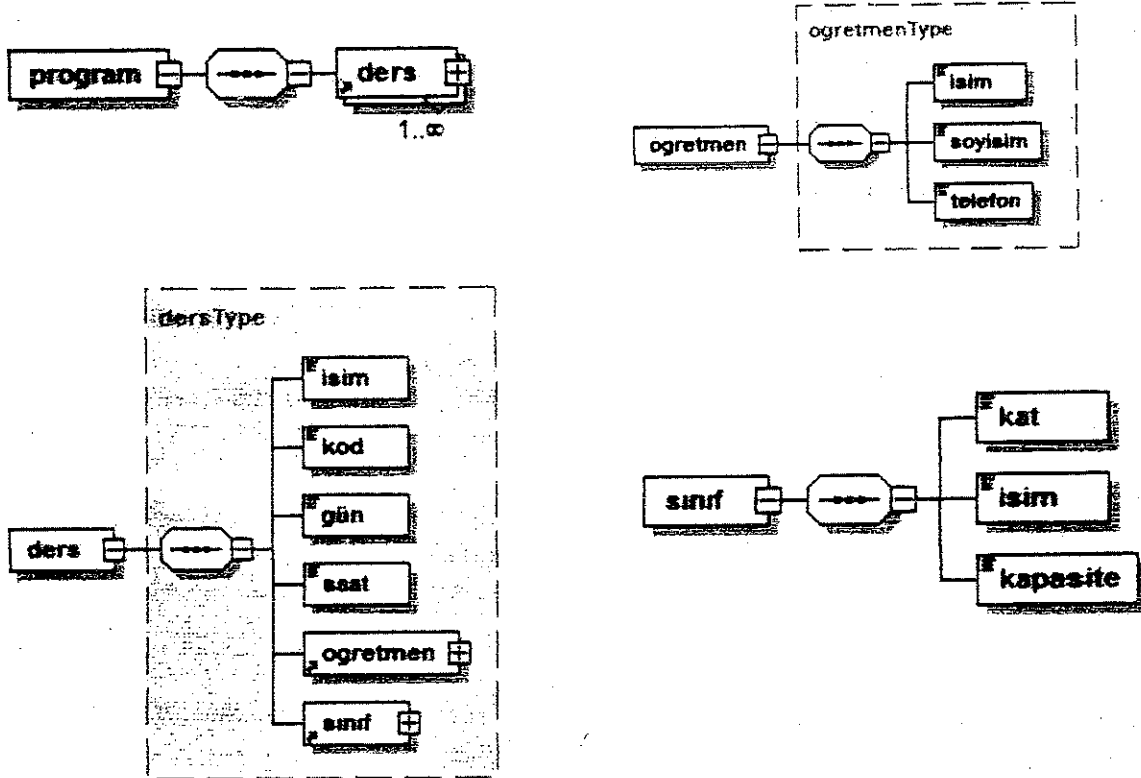 program
ders
1..∞
ogretmenType
ogretmen
isim
soyisim
telefon
dersType
ders
isim
kod
gün
saat
ogretmen
sınıf
sınıf
kat
isim
kapasite